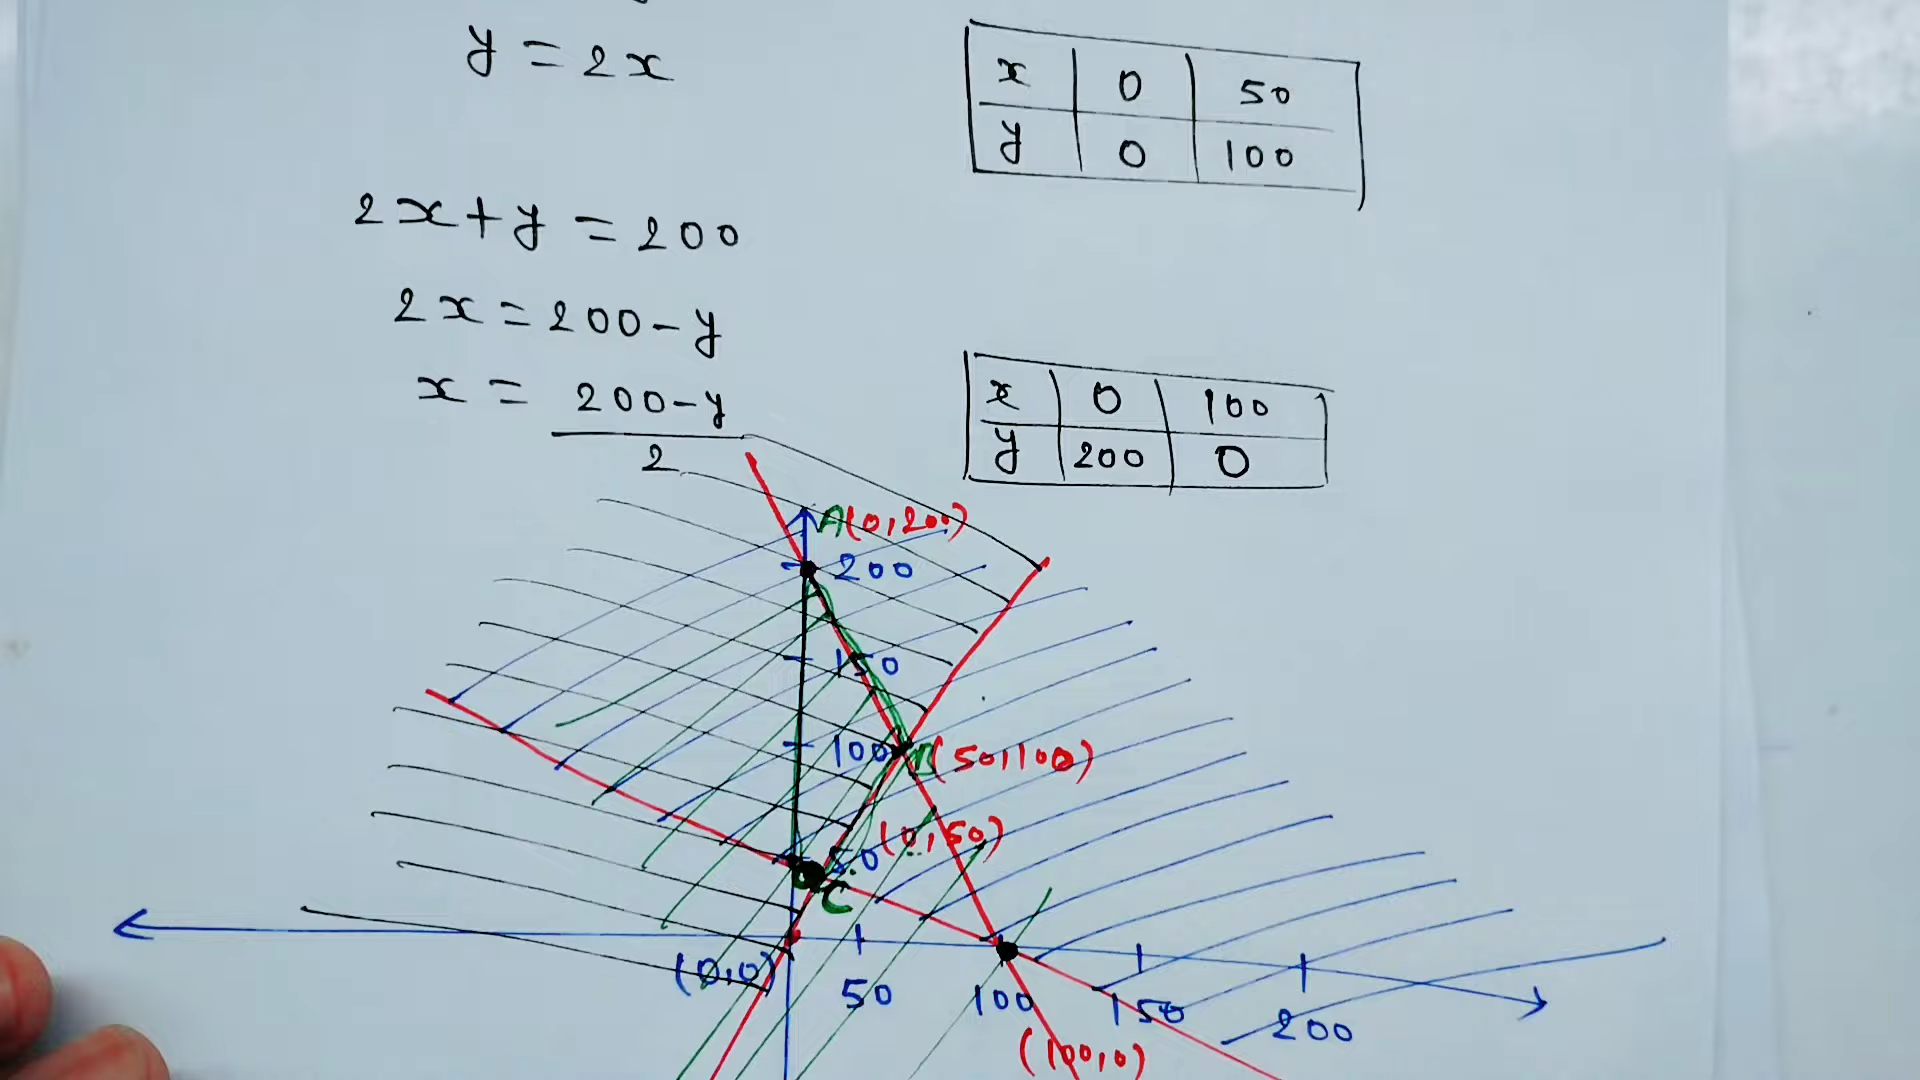 y = 2x
x 0 50
y 0 100
2x+y = 200
2x = 200-y
x = 200-y
2
x 0 100
y 200 0
A(0,200)
200
150
100
B(50,100)
(0,50)
50
C
(0,0)
50
100
150
200
(100,0)